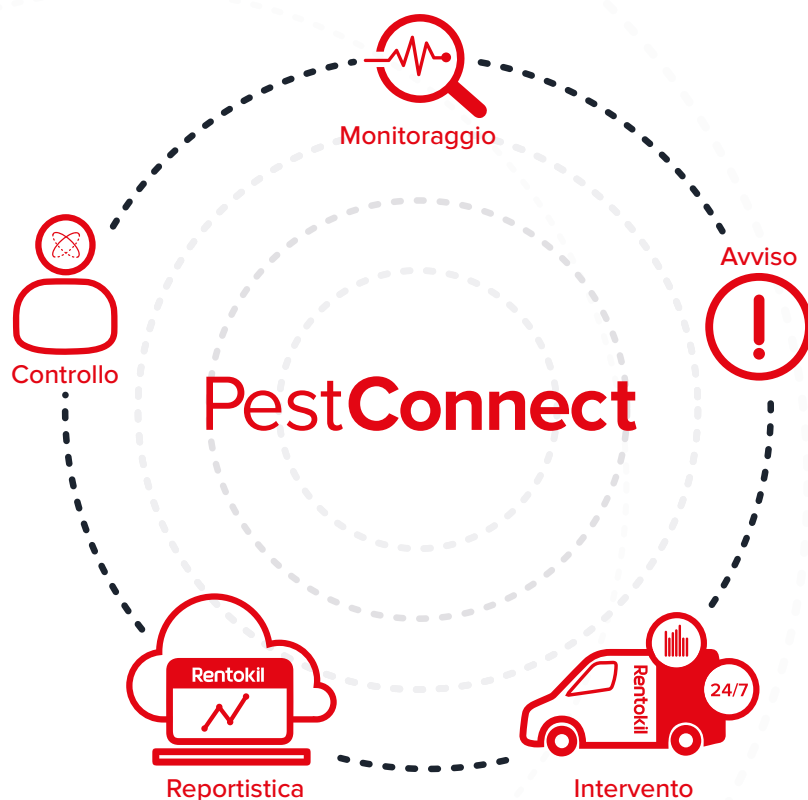 Monitoraggio
Avviso
Controllo
PestConnect
Rentokil
Rentokil
24/7
Reportistica
Intervento